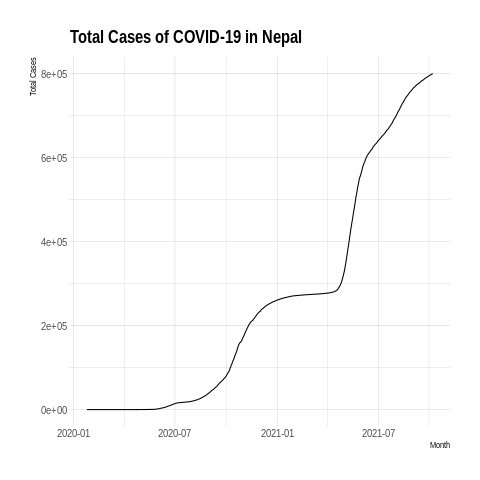 Total Cases of COVID-19 in Nepal
Total Cases
8e+05
6e+05
4e+05
2e+05
0e+00
2020-01 2020-07 2021-01 2021-07
Month